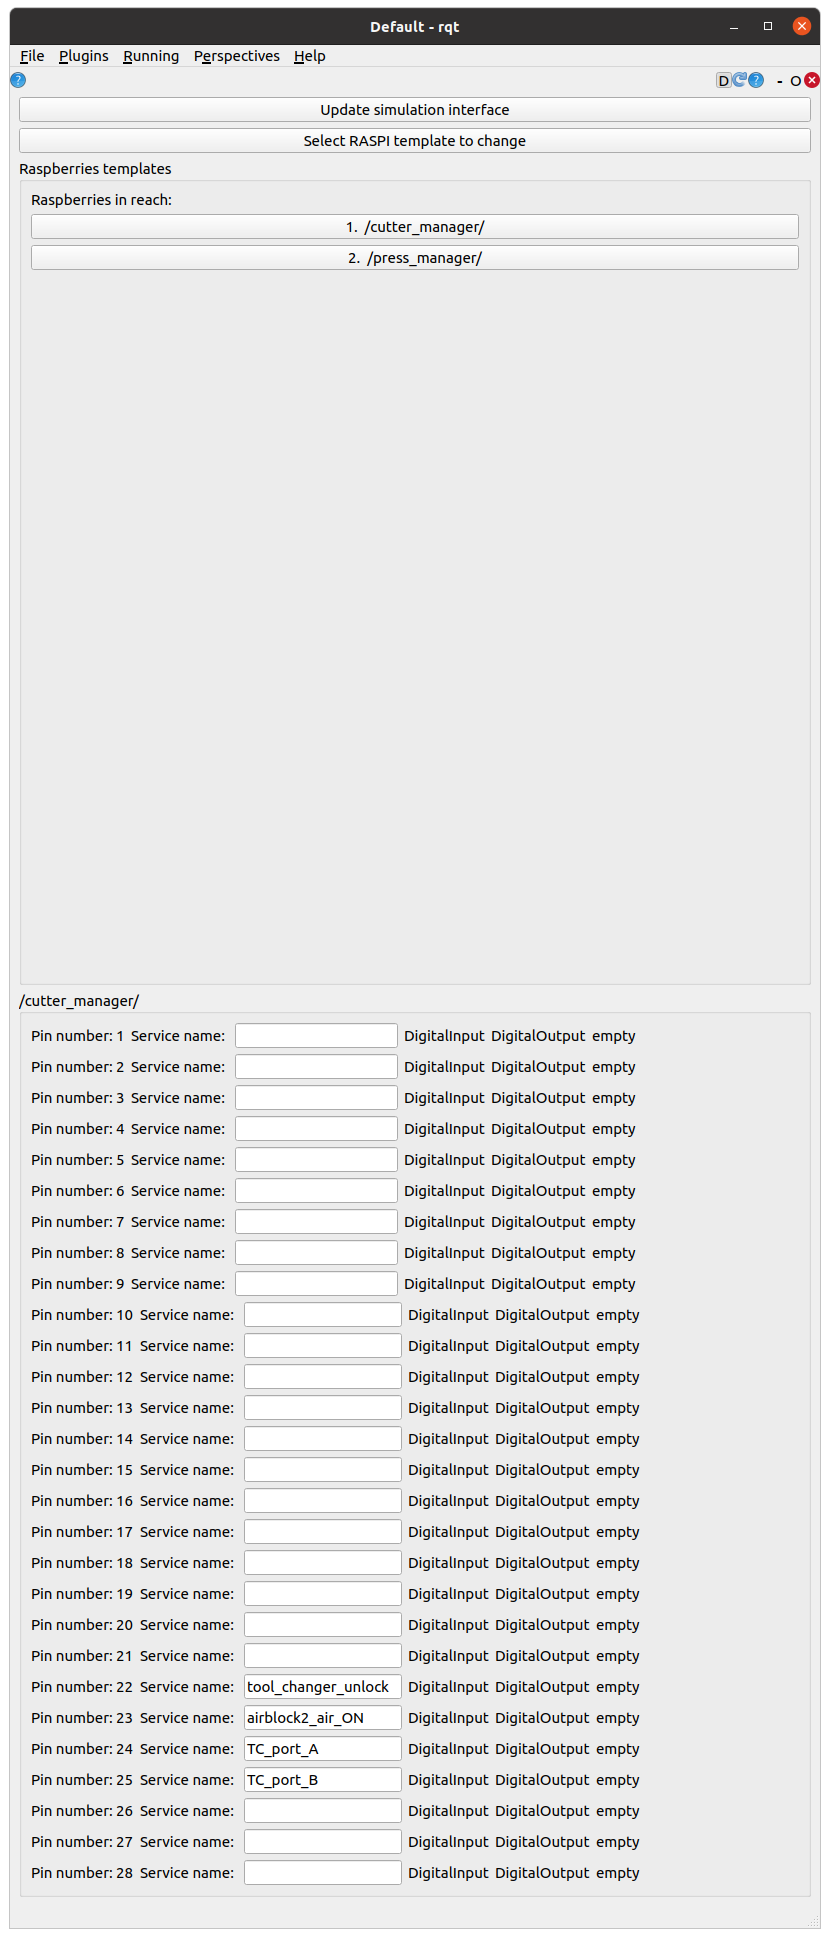 Default - rqt
File Plugins Running Perspectives Help
D - O
Update simulation interface
Select RASPI template to change
Raspberries templates
Raspberries in reach:
1. /cutter_manager/
2. /press_manager/
/cutter_manager/
Pin number: 1 Service name: DigitalInput DigitalOutput empty
Pin number: 2 Service name: DigitalInput DigitalOutput empty
Pin number: 3 Service name: DigitalInput DigitalOutput empty
Pin number: 4 Service name: DigitalInput DigitalOutput empty
Pin number: 5 Service name: DigitalInput DigitalOutput empty
Pin number: 6 Service name: DigitalInput DigitalOutput empty
Pin number: 7 Service name: DigitalInput DigitalOutput empty
Pin number: 8 Service name: DigitalInput DigitalOutput empty
Pin number: 9 Service name: DigitalInput DigitalOutput empty
Pin number: 10 Service name: DigitalInput DigitalOutput empty
Pin number: 11 Service name: DigitalInput DigitalOutput empty
Pin number: 12 Service name: DigitalInput DigitalOutput empty
Pin number: 13 Service name: DigitalInput DigitalOutput empty
Pin number: 14 Service name: DigitalInput DigitalOutput empty
Pin number: 15 Service name: DigitalInput DigitalOutput empty
Pin number: 16 Service name: DigitalInput DigitalOutput empty
Pin number: 17 Service name: DigitalInput DigitalOutput empty
Pin number: 18 Service name: DigitalInput DigitalOutput empty
Pin number: 19 Service name: DigitalInput DigitalOutput empty
Pin number: 20 Service name: DigitalInput DigitalOutput empty
Pin number: 21 Service name: DigitalInput DigitalOutput empty
Pin number: 22 Service name: tool_changer_unlock DigitalInput DigitalOutput empty
Pin number: 23 Service name: airblock2_air_ON DigitalInput DigitalOutput empty
Pin number: 24 Service name: TC_port_A DigitalInput DigitalOutput empty
Pin number: 25 Service name: TC_port_B DigitalInput DigitalOutput empty
Pin number: 26 Service name: DigitalInput DigitalOutput empty
Pin number: 27 Service name: DigitalInput DigitalOutput empty
Pin number: 28 Service name: DigitalInput DigitalOutput empty